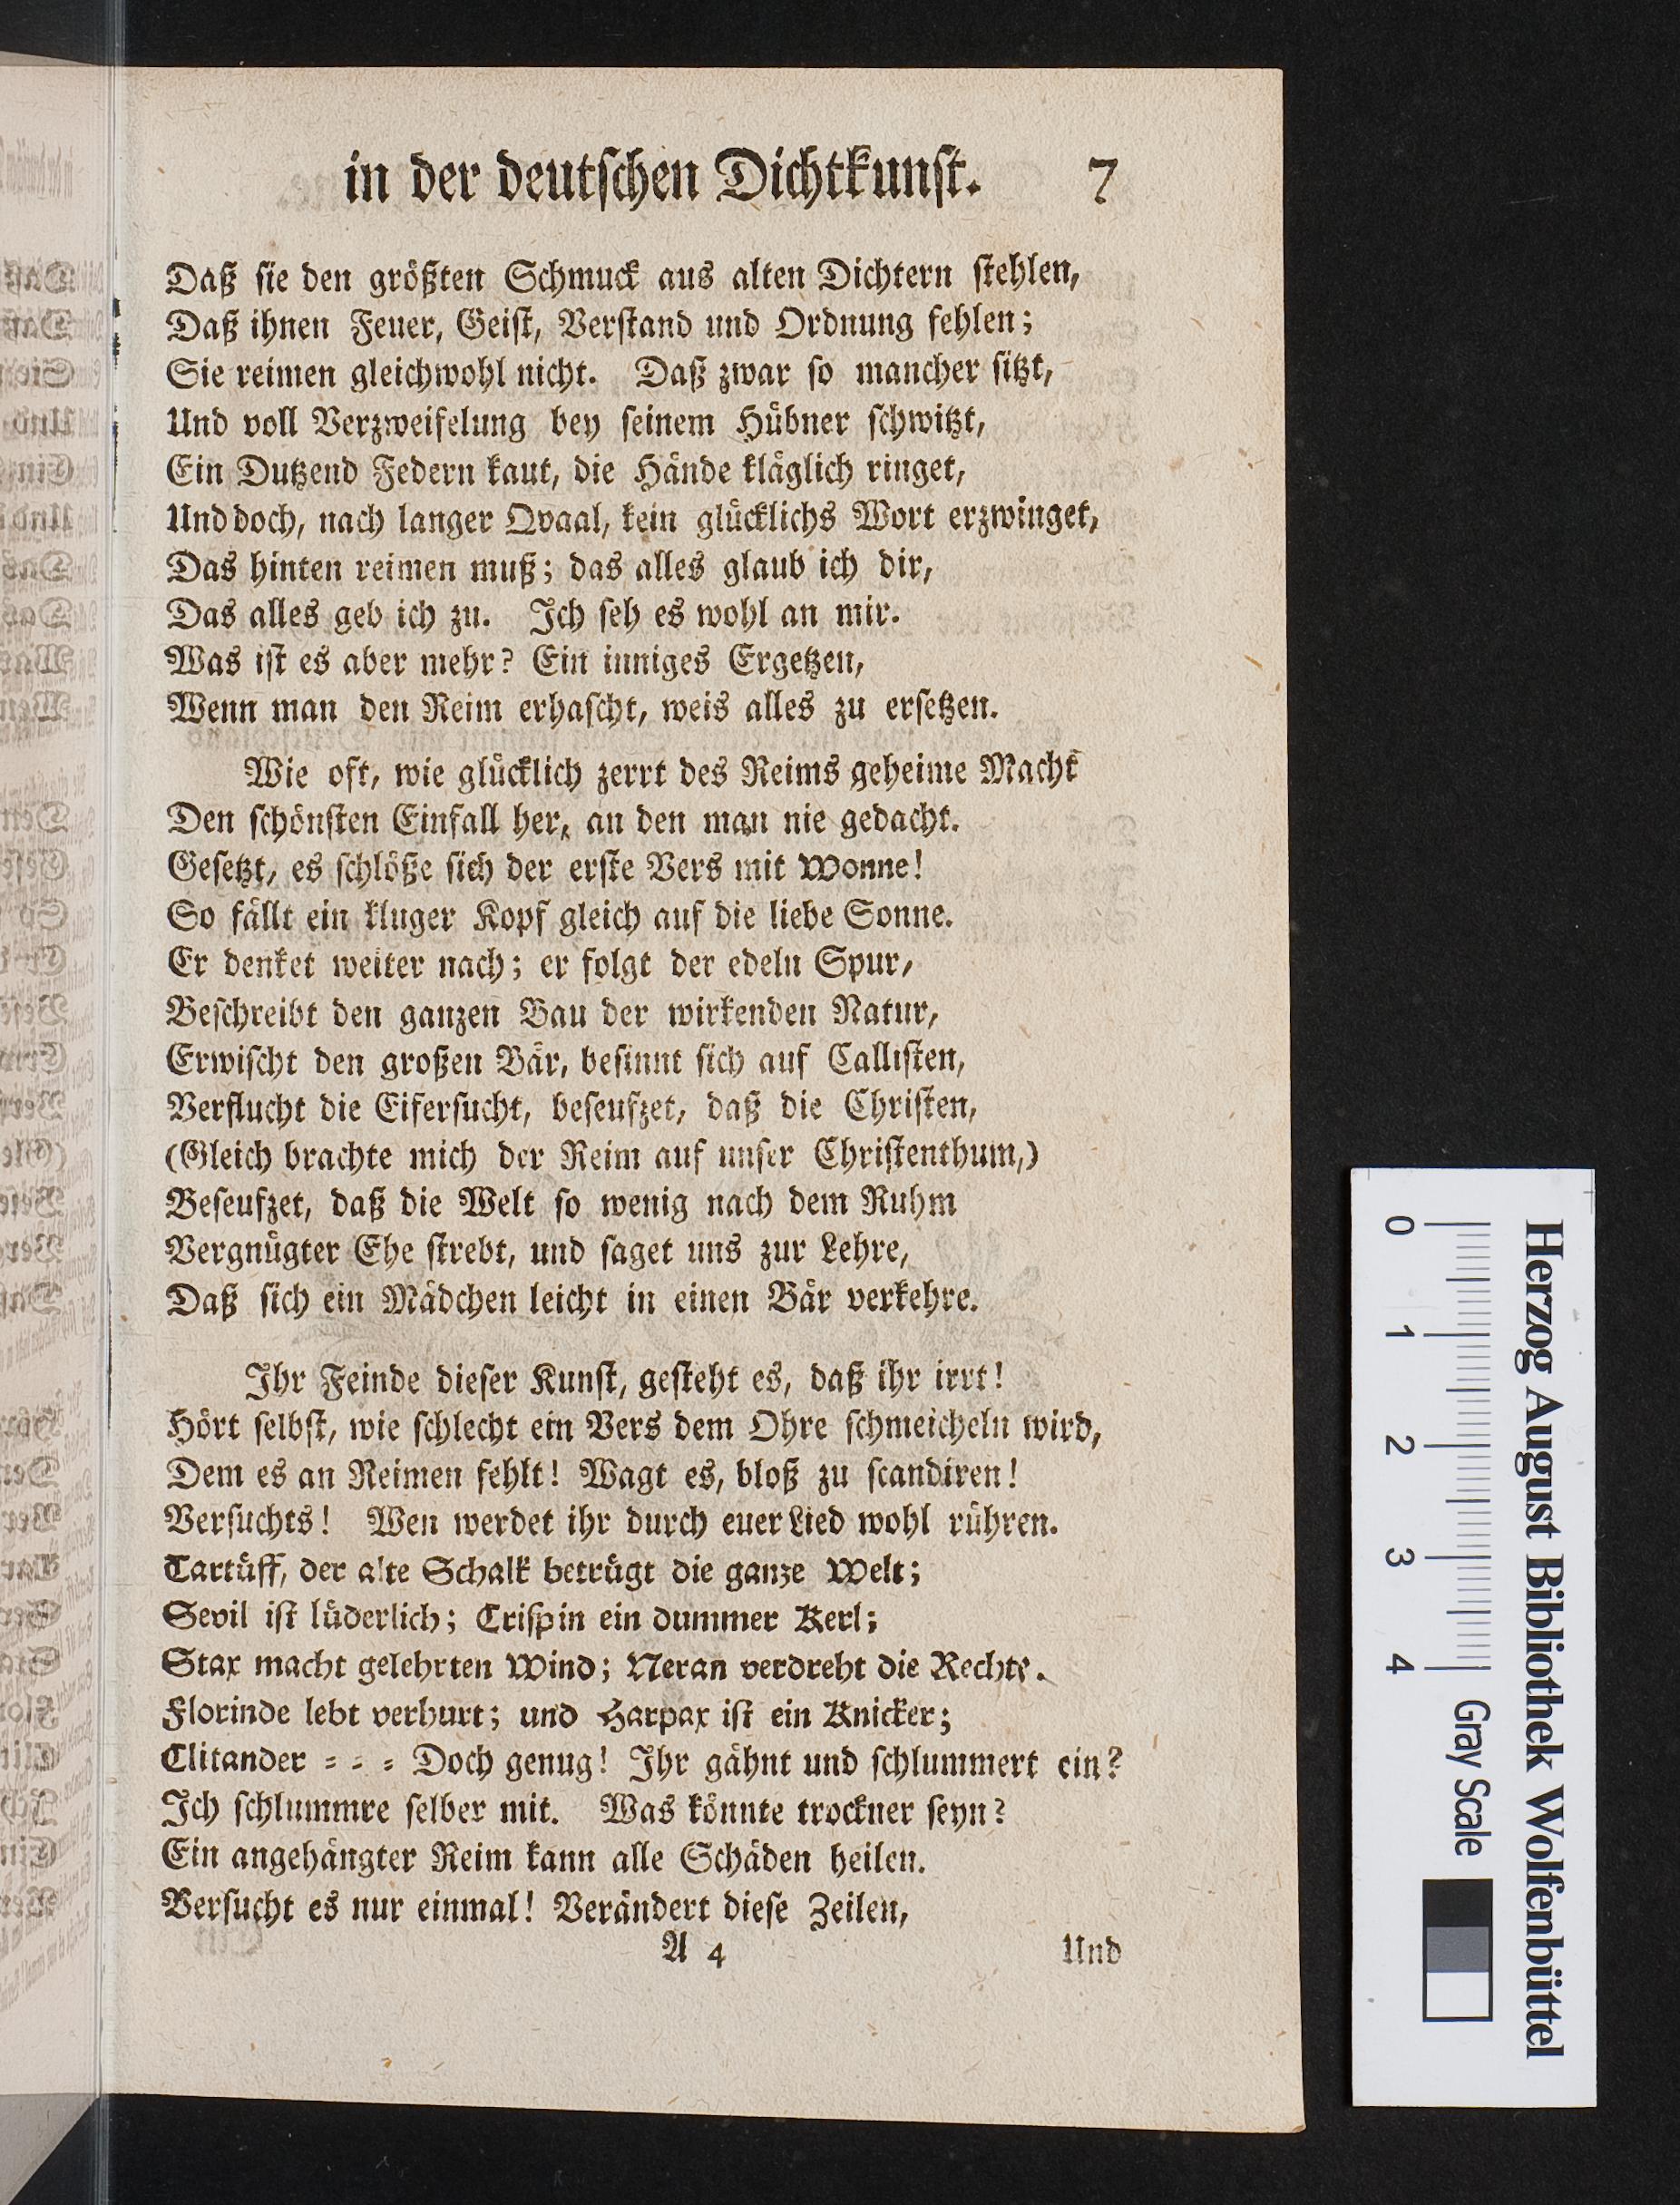 in der deutſchen Dichtkunſt. 7
Daß ſie den größten Schmuck aus alten Dichtern ſtehlen,
Daß ihnen Feuer, Geiſt, Verſtand und Ordnung fehlen;
Sie reimen gleichwohl nicht. Daß zwar ſo mancher ſitzt,
Und voll Verzweifelung bey ſeinem Hübner ſchwitzt,
Ein Dutzend Federn kaut, die Hände kläglich ringet,
Und doch, nach langer Qvaal, kein glücklichs Wort erzwinget,
Das hinten reimen muß; das alles glaub ich dir,
Das alles geb ich zu. Ich ſeh es wohl an mir.
Was iſt es aber mehr? Ein inniges Ergetzen,
Wenn man den Reim erhaſcht, weis alles zu erſetzen.
Wie oft, wie glücklich zerrt des Reims geheime Macht
Den ſchönſten Einfall her, an den man nie gedacht.
Geſetzt, es ſchlöße ſich der erſte Vers mit Wonne!
So fällt ein kluger Kopf gleich auf die liebe Sonne.
Er denket weiter nach; er folgt der edeln Spur,
Beſchreibt den ganzen Bau der wirkenden Natur,
Erwiſcht den großen Bär, beſinnt ſich auf Calliſten,
Verflucht die Eiferſucht, beſeufzet, daß die Chriſten,
(Gleich brachte mich der Reim auf unſer Chriſtenthum,)
Beſeufzet, daß die Welt ſo wenig nach dem Ruhm
Vergnügter Ehe ſtrebt, und ſaget uns zur Lehre,
Daß ſich ein Mädchen leicht in einen Bär verkehre.
Ihr Feinde dieſer Kunſt, geſteht es, daß ihr irrt!
Hört ſelbſt, wie ſchlecht ein Vers dem Ohre ſchmeicheln wird,
Dem es an Reimen fehlt! Wagt es, bloß zu ſcandiren!
Verſuchts! Wen werdet ihr durch euer Lied wohl rühren.
Tartüff, der alte Schalk betrügt die ganze Welt;
Sevil iſt lüderlich; Criſpin ein dummer Kerl;
Stax macht gelehrten Wind; Neran verdreht die Rechte.
Florinde lebt verhurt; und Harpax iſt ein Knicker;
Clitander = = = Doch genug! Ihr gähnt und ſchlummert ein?
Ich ſchlummre ſelber mit. Was könnte trockner ſeyn?
Ein angehängter Reim kann alle Schäden heilen.
Verſucht es nur einmal! Verändert dieſe Zeilen,
A 4 Und
Herzog August Bibliothek Wolfenbüttel
0 1 2 3 4 Gray Scale